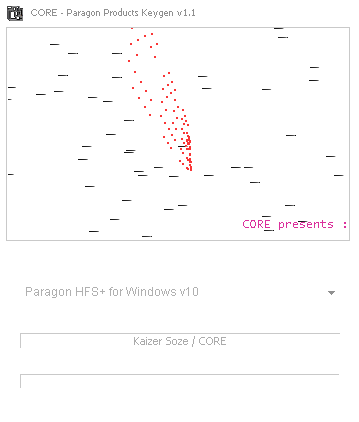 CORE - Paragon Products Keygen v1.1
CORE presents :
Paragon HFS+ for Windows v10
Kaizer Soze / CORE